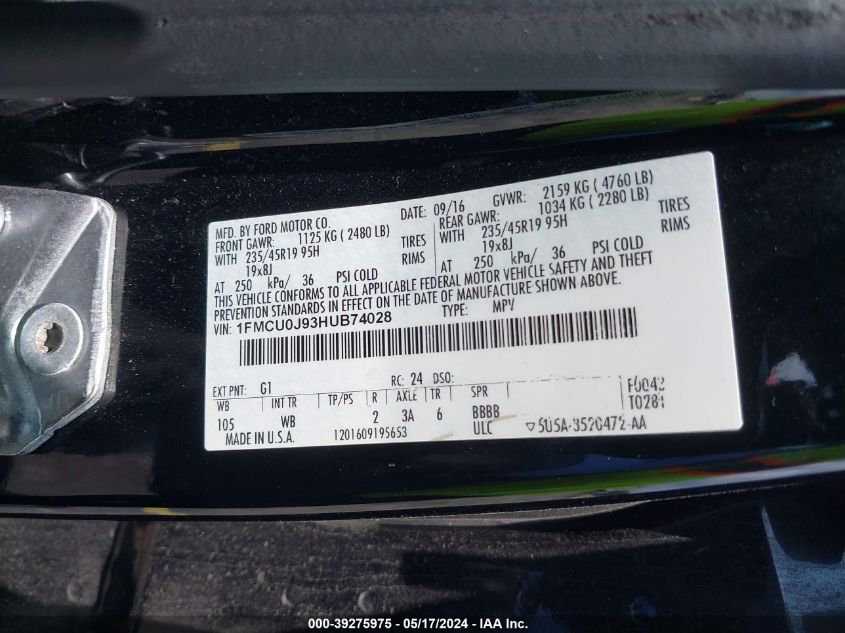 MFD. BY FORD MOTOR CO. DATE: 09/16 GVWR: 2159 KG ( 4760 LB)
FRONT GAWR: 1125 KG ( 2480 LB) REAR GAWR: 1034 KG ( 2280 LB)
WITH 235/45R19 95H TIRES WITH 235/45R19 95H TIRES
19x8J RIMS 19x8J RIMS
AT 250 kPa/ 36 PSI COLD AT 250 kPa/ 36 PSI COLD
THIS VEHICLE CONFORMS TO ALL APPLICABLE FEDERAL MOTOR VEHICLE SAFETY AND THEFT
PREVENTION STANDARDS IN EFFECT ON THE DATE OF MANUFACTURE SHOWN ABOVE.
VIN: 1FMCU0J93HUB74028 TYPE: MPV
EXT PNT: G1 RC: 24 DSO: F0042
WB INT TR TP/PS R AXLE TR SPR T0281
105 WB 2 3A 6 BBBB
MADE IN U.S.A. 1201609195653 ULC ▽5U5A-3520472-AA
000-39275975 - 05/17/2024 - IAA Inc.